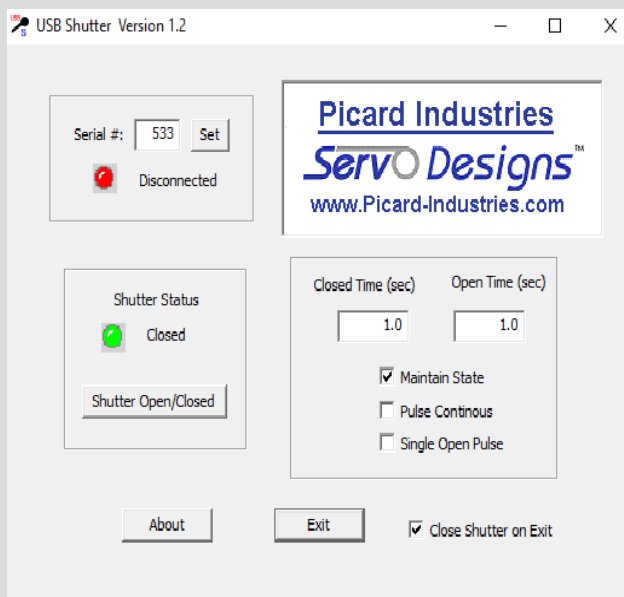 USB Shutter Version 1.2
Serial #: 533 Set
Disconnected
Picard Industries
Servo Designs™
www.Picard-Industries.com
Shutter Status
Closed
Shutter Open/Closed
Closed Time (sec) Open Time (sec)
1.0 1.0
Maintain State
Pulse Continous
Single Open Pulse
About Exit Close Shutter on Exit